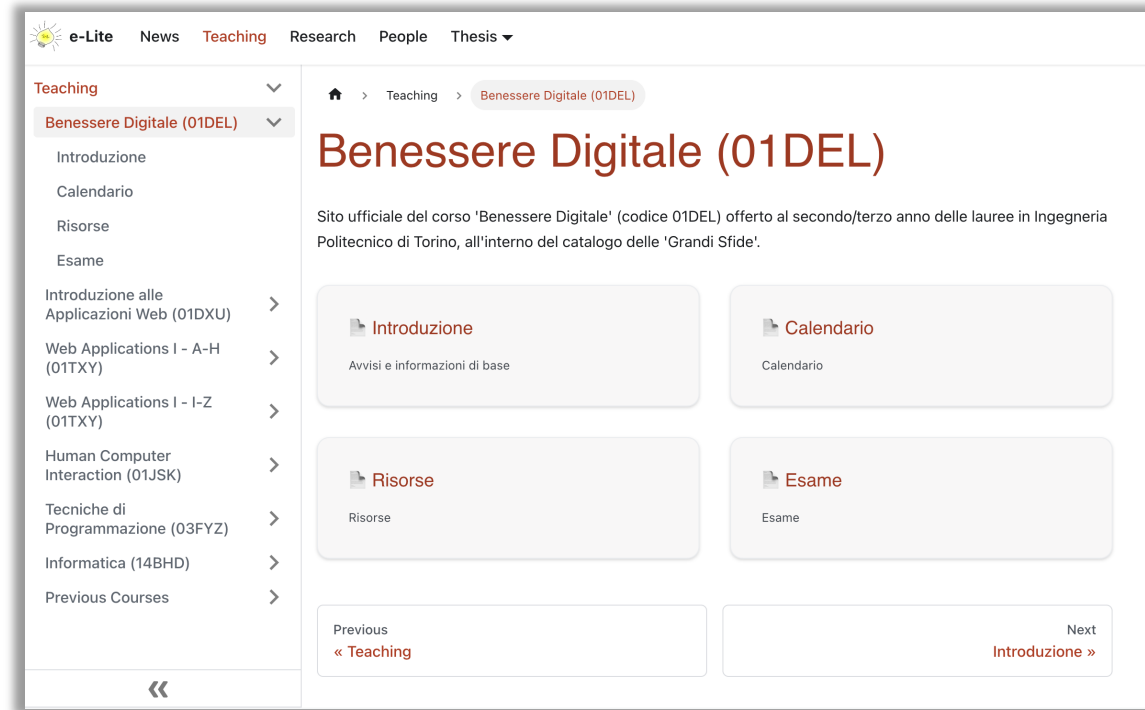 e-Lite News Teaching Research People Thesis
Teaching
Benessere Digitale (01DEL)
Introduzione
Calendario
Risorse
Esame
Introduzione alle
Applicazioni Web (01DXU)
Web Applications I - A-H
(01TXY)
Web Applications I - I-Z
(01TXY)
Human Computer
Interaction (01JSK)
Tecniche di
Programmazione (03FYZ)
Informatica (14BHD)
Previous Courses
Teaching > Benessere Digitale (01DEL)
Benessere Digitale (01DEL)
Sito ufficiale del corso 'Benessere Digitale' (codice 01DEL) offerto al secondo/terzo anno delle lauree in Ingegneria
Politecnico di Torino, all'interno del catalogo delle 'Grandi Sfide'.
Introduzione
Avvisi e informazioni di base
Calendario
Calendario
Risorse
Risorse
Esame
Esame
Previous
« Teaching
Next
Introduzione »